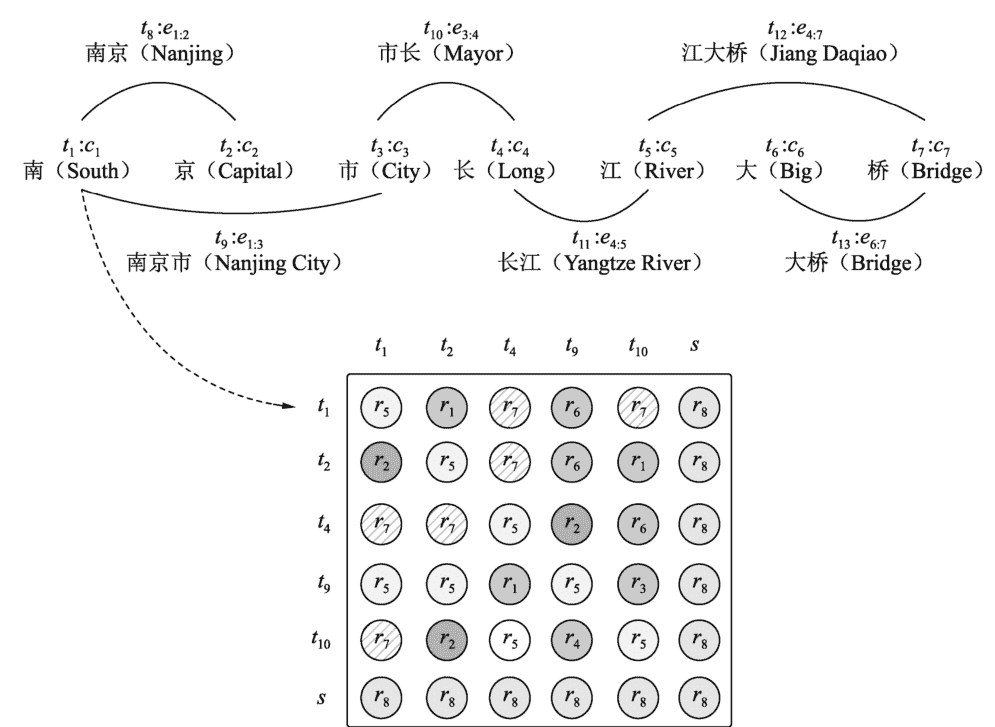 t8:e1:2 t10:e3:4 t12:e4:7
南京（Nanjing） 市长（Mayor） 江大桥（Jiang Daqiao）
t1:c1 t2:c2 t3:c3 t4:c4 t5:c5 t6:c6 t7:c7
南（South） 京（Capital） 市（City） 长（Long） 江（River） 大（Big） 桥（Bridge）
t9:e1:3 t11:e4:5 t13:e6:7
南京市（Nanjing City） 长江（Yangtze River） 大桥（Bridge）
t1 t2 t4 t9 t10 s
t1 r5 r1 r7 r6 r7 r8
t2 r2 r5 r7 r6 r1 r8
t4 r7 r7 r5 r2 r6 r8
t9 r5 r5 r1 r5 r3 r8
t10 r7 r2 r5 r4 r5 r8
s r8 r8 r8 r8 r8 r8